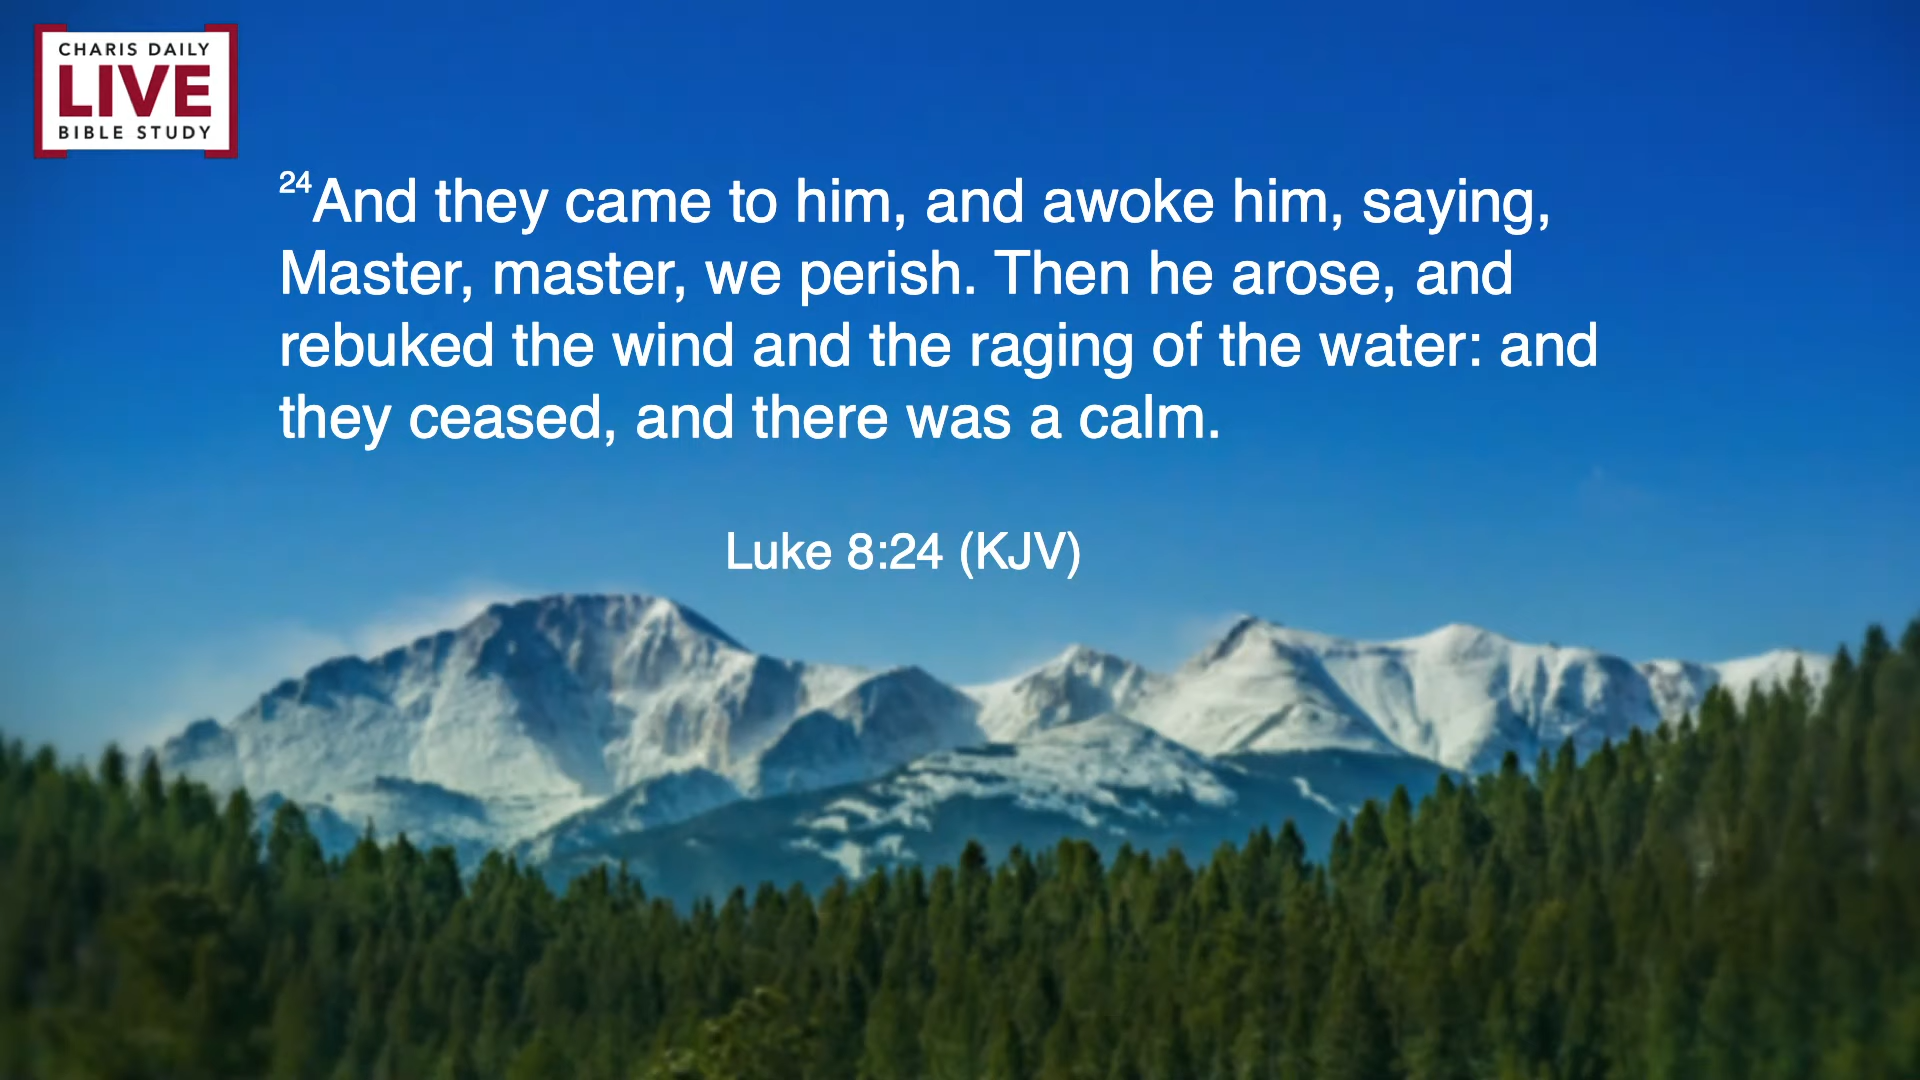 CHARIS DAILY
LIVE
BIBLE STUDY
24And they came to him, and awoke him, saying,
Master, master, we perish. Then he arose, and
rebuked the wind and the raging of the water: and
they ceased, and there was a calm.
Luke 8:24 (KJV)